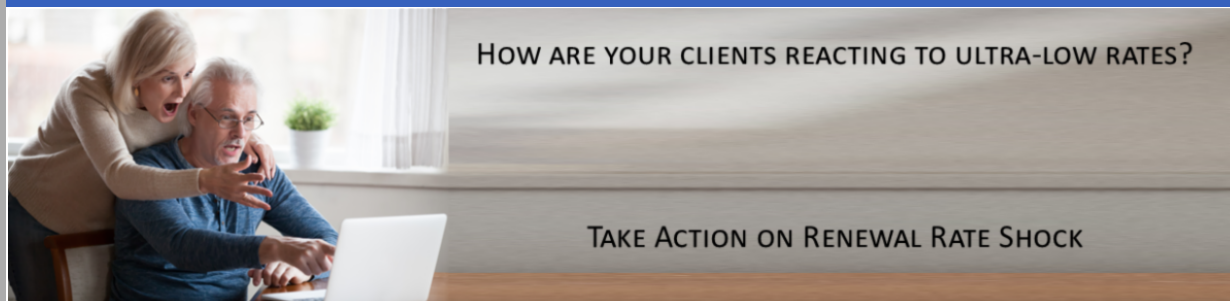 HOW ARE YOUR CLIENTS REACTING TO ULTRA-LOW RATES?
TAKE ACTION ON RENEWAL RATE SHOCK